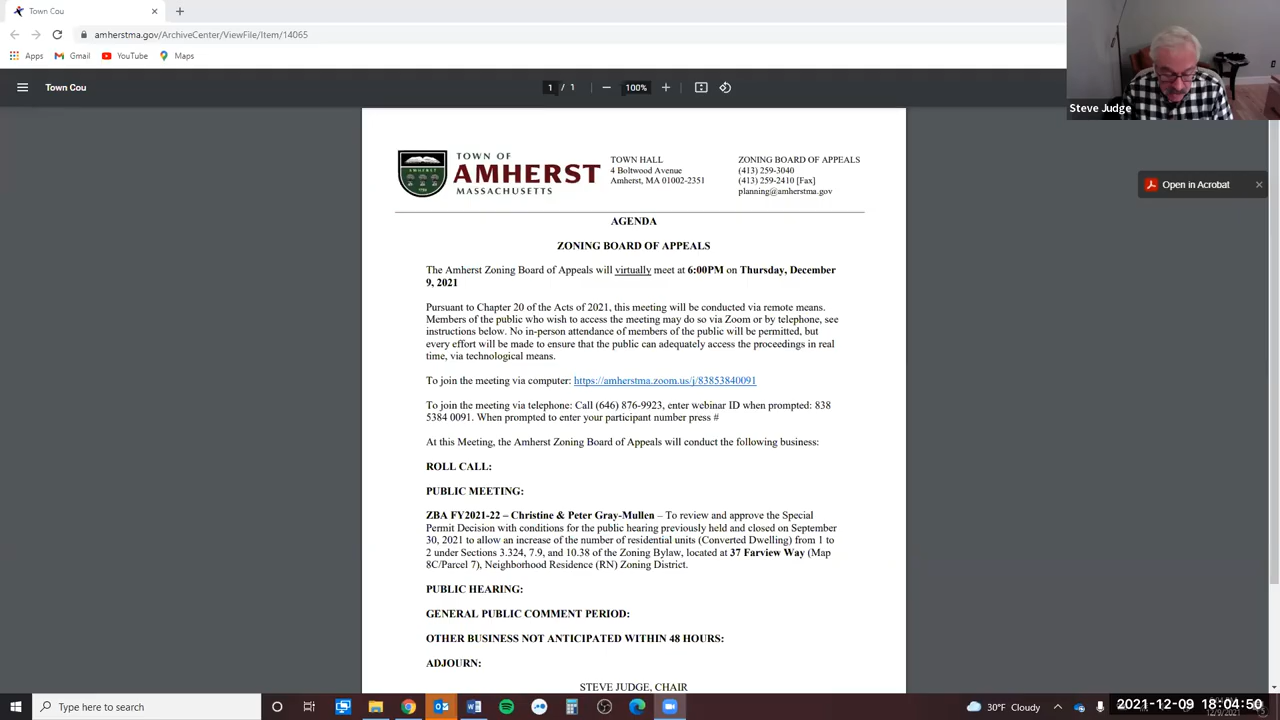 Town Cou
amherstma.gov/ArchiveCenter/ViewFile/Item/14065
Apps
Gmail
YouTube
Maps
Town Cou
1 / 1
100%
Steve Judge
Open in Acrobat
TOWN OF
AMHERST
MASSACHUSETTS
TOWN HALL
4 Boltwood Avenue
Amherst, MA 01002-2351
ZONING BOARD OF APPEALS
(413) 259-3040
(413) 259-2410 [Fax]
planning@amherstma.gov
AGENDA
ZONING BOARD OF APPEALS
The Amherst Zoning Board of Appeals will virtually meet at 6:00PM on Thursday, December
9, 2021
Pursuant to Chapter 20 of the Acts of 2021, this meeting will be conducted via remote means.
Members of the public who wish to access the meeting may do so via Zoom or by telephone, see
instructions below. No in-person attendance of members of the public will be permitted, but
every effort will be made to ensure that the public can adequately access the proceedings in real
time, via technological means.
To join the meeting via computer: https://amherstma.zoom.us/j/83853840091
To join the meeting via telephone: Call (646) 876-9923, enter webinar ID when prompted: 838
5384 0091. When prompted to enter your participant number press #
At this Meeting, the Amherst Zoning Board of Appeals will conduct the following business:
ROLL CALL:
PUBLIC MEETING:
ZBA FY2021-22 – Christine & Peter Gray-Mullen – To review and approve the Special
Permit Decision with conditions for the public hearing previously held and closed on September
30, 2021 to allow an increase of the number of residential units (Converted Dwelling) from 1 to
2 under Sections 3.324, 7.9, and 10.38 of the Zoning Bylaw, located at 37 Farview Way (Map
8C/Parcel 7), Neighborhood Residence (RN) Zoning District.
PUBLIC HEARING:
GENERAL PUBLIC COMMENT PERIOD:
OTHER BUSINESS NOT ANTICIPATED WITHIN 48 HOURS:
ADJOURN:
STEVE JUDGE, CHAIR
Type here to search
30°F Cloudy
2021-12-09 18:04:50